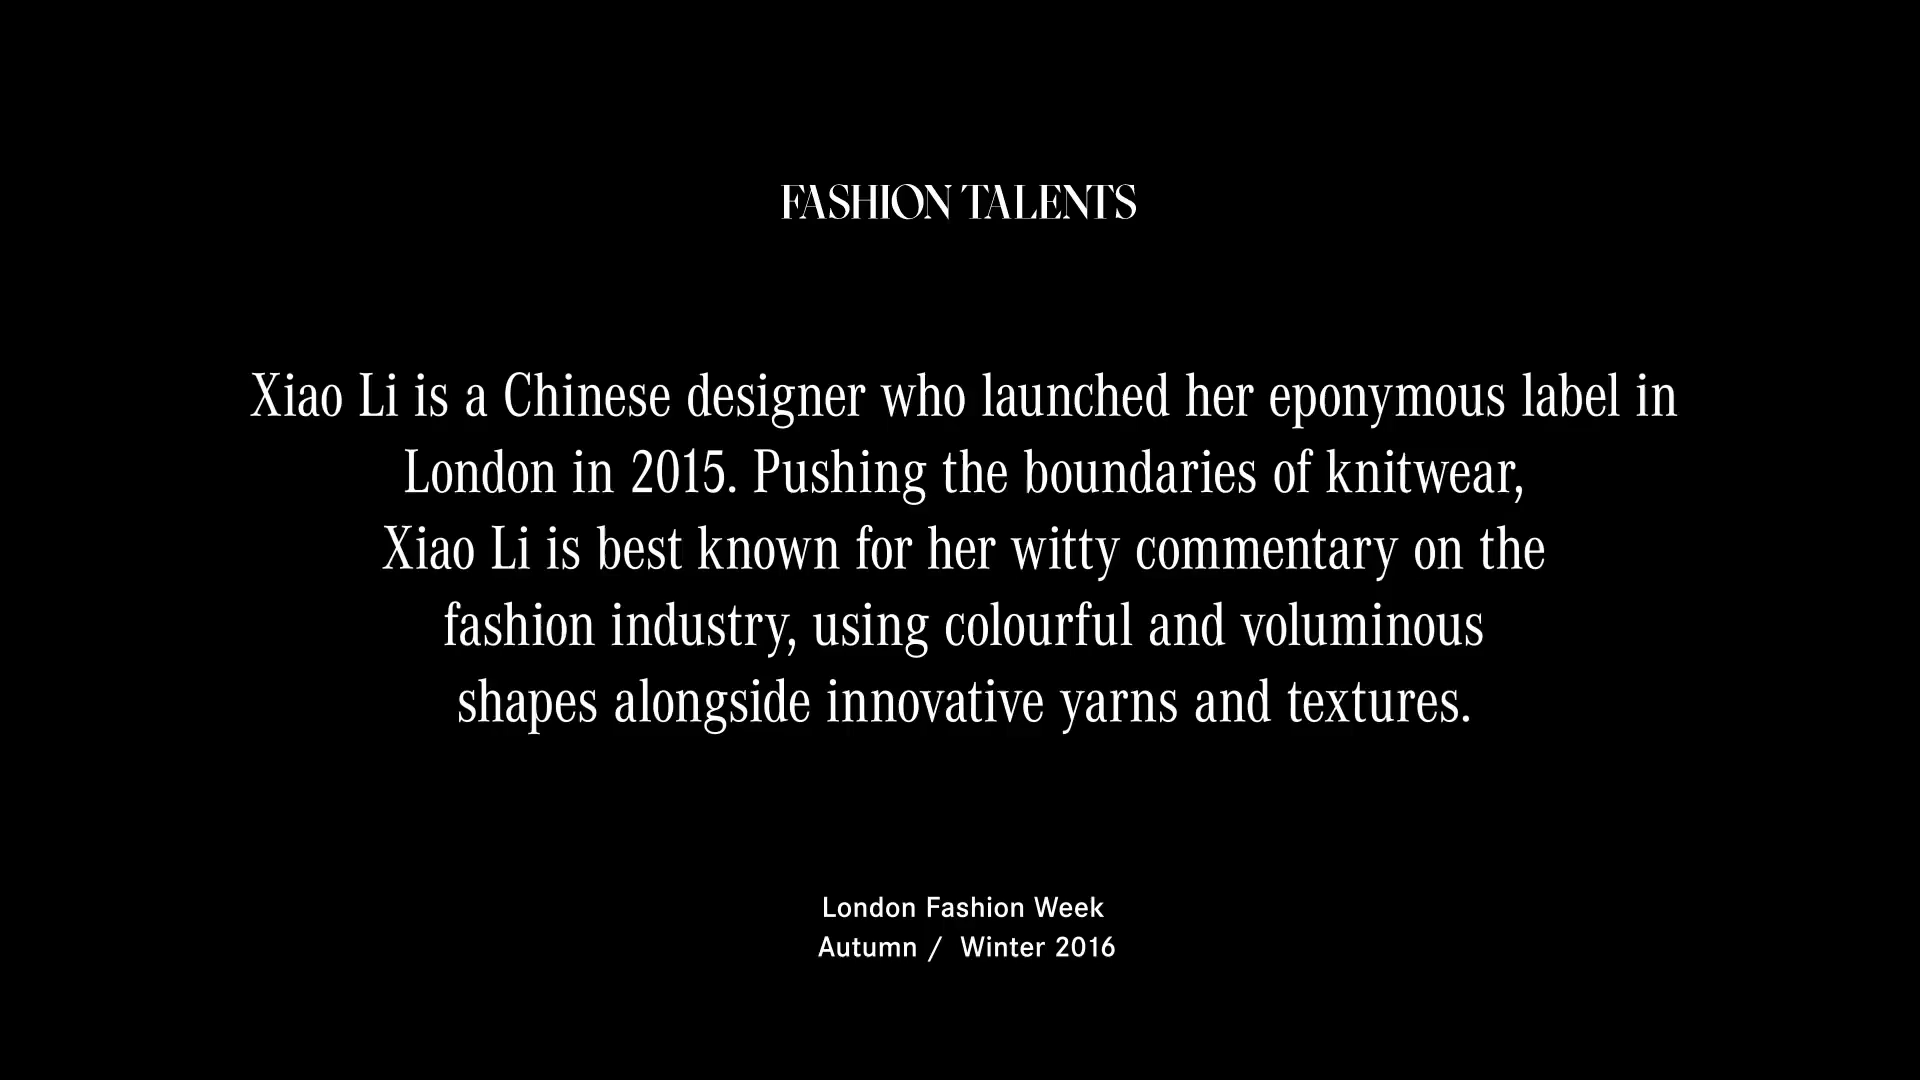 FASHION TALENTS
Xiao Li is a Chinese designer who launched her eponymous label in
London in 2015. Pushing the boundaries of knitwear,
Xiao Li is best known for her witty commentary on the
fashion industry, using colourful and voluminous
shapes alongside innovative yarns and textures.
London Fashion Week
Autumn / Winter 2016